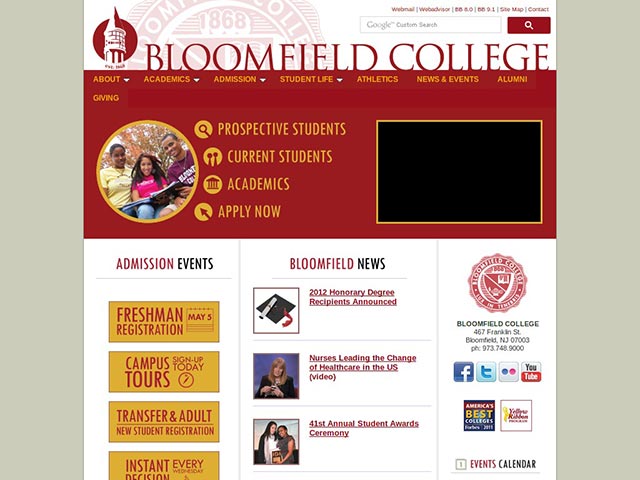 Webmail | Webadvisor | BB 8.0 | BB 9.1 | Site Map | Contact
1868
Google™ Custom Search
EST. 1868
BLOOMFIELD COLLEGE
ABOUT ACADEMICS ADMISSION STUDENT LIFE ATHLETICS NEWS & EVENTS ALUMNI
GIVING
PROSPECTIVE STUDENTS
CURRENT STUDENTS
ACADEMICS
APPLY NOW
ADMISSION EVENTS
FRESHMAN
REGISTRATION
MAY 5
CAMPUS
TOURS
SIGN-UP
TODAY
TRANSFER & ADULT
NEW STUDENT REGISTRATION
INSTANT
DECISION
EVERY
WEDNESDAY
BLOOMFIELD NEWS
2012 Honorary Degree
Recipients Announced
Nurses Leading the Change
of Healthcare in the US
(video)
41st Annual Student Awards
Ceremony
BLOOMFIELD COLLEGE
BLOOMFIELD COLLEGE
467 Franklin St.
Bloomfield, NJ 07003
ph: 973.748.9000
f
t
You
Tube
AMERICA'S
BEST
COLLEGES
Forbes 2011
Yellow
Ribbon
PROGRAM
EVENTS CALENDAR